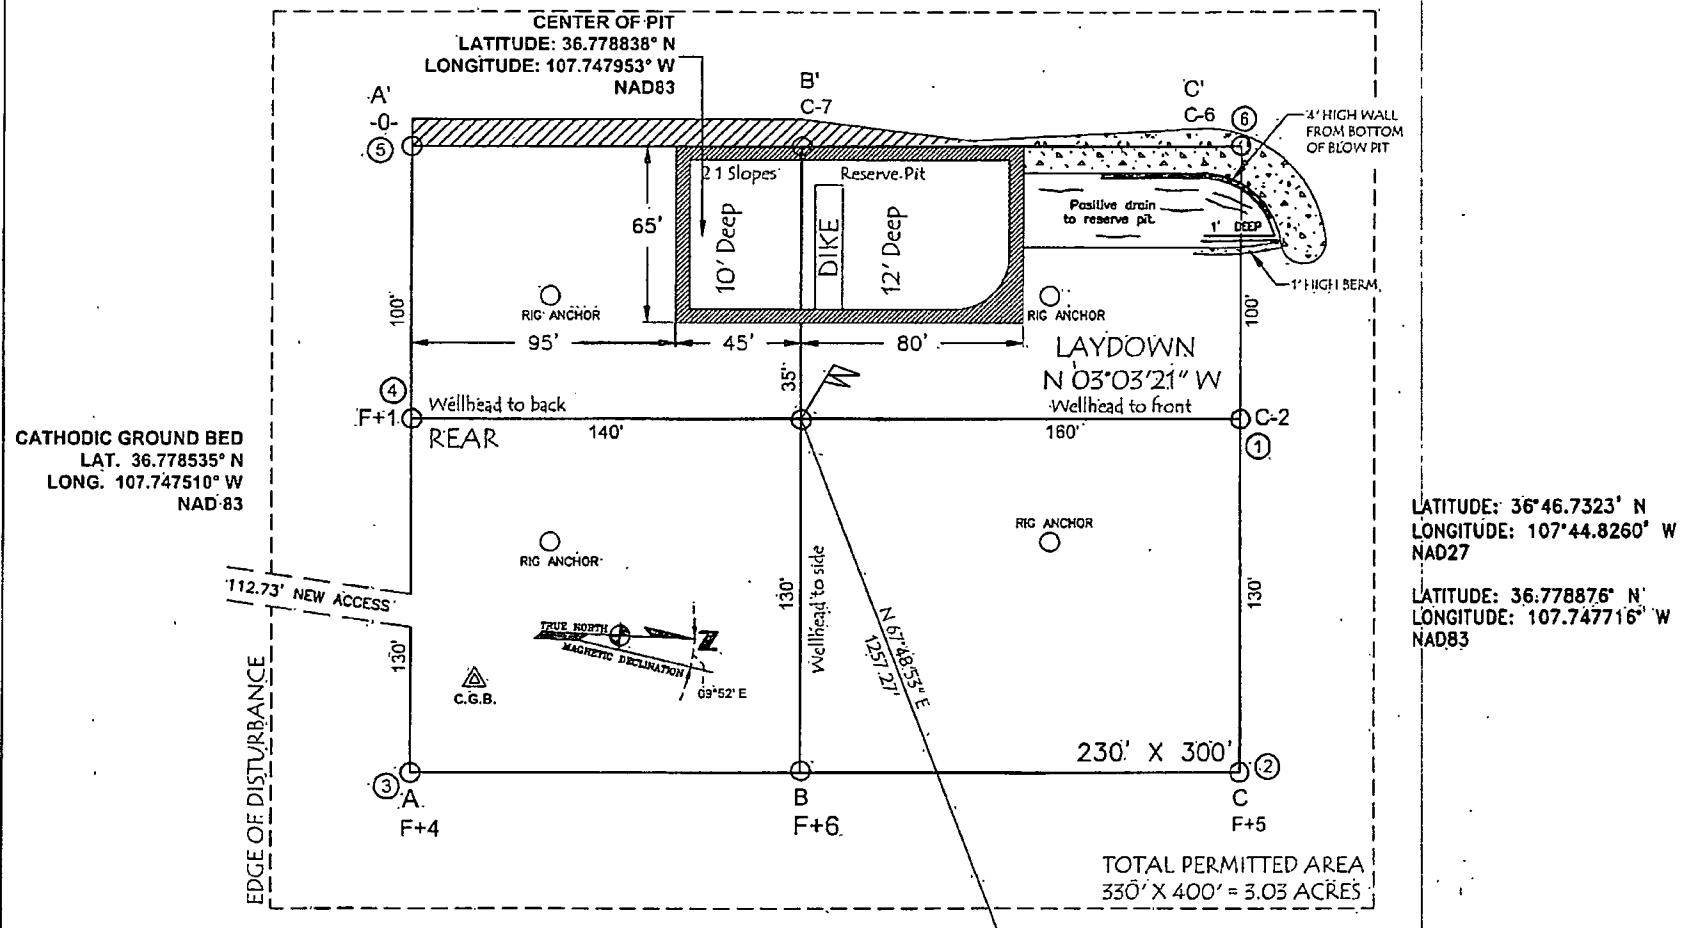 CENTER OF PIT
LATITUDE: 36.778838° N
LONGITUDE: 107.747953° W
NAD83
A'
-0-
5
B'
C-7
C'
C-6
6
4' HIGH WALL
FROM BOTTOM
OF BLOW PIT
2 1 Slopes
Reserve Pit
65'
10' Deep
DIKE
12' Deep
Positive drain
to reserve pit.
1' DEEP
1' HIGH BERM
100'
RIG ANCHOR
RIG ANCHOR
100'
95'
45'
80'
LAYDOWN
N 03°03'21" W
35'
4
F+1
Wellhead to back
REAR
140'
Wellhead to front
160'
C-2
1
CATHODIC GROUND BED
LAT. 36.778535° N
LONG. 107.747510° W
NAD 83
LATITUDE: 36°46.7323' N
LONGITUDE: 107°44.8260' W
NAD27
LATITUDE: 36.778876° N
LONGITUDE: 107.747716° W
NAD83
RIG ANCHOR
RIG ANCHOR
112.73' NEW ACCESS
130'
Wellhead to side
130'
130'
N 67°48'53" E
1257.27'
TRUE NORTH
N
MAGNETIC DECLINATION
09°52' E
C.G.B.
230' X 300'
3
A
F+4
B
F+6
2
C
F+5
EDGE OF DISTURBANCE
TOTAL PERMITTED AREA
330' X 400' = 3.03 ACRES